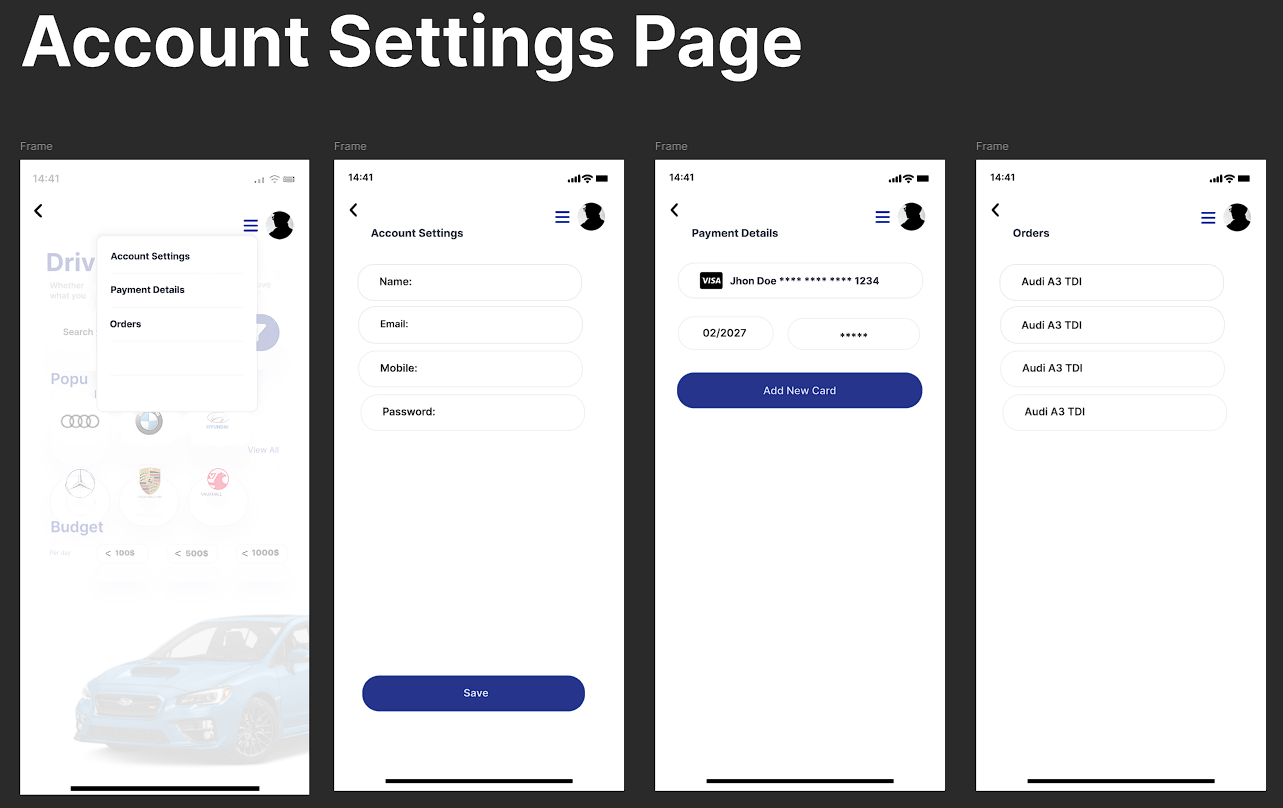 Account Settings Page
Frame
14:41
Driv
Whether
what you
Search
Popu
Account Settings
Payment Details
Orders
HYUNDAI
View All
VAUXHALL
Budget
Per day
< 100$
< 500$
< 1000$
Frame
14:41
Account Settings
Name:
Email:
Mobile:
Password:
Save
Frame
14:41
Payment Details
VISA Jhon Doe **** **** **** 1234
02/2027
*****
Add New Card
Frame
14:41
Orders
Audi A3 TDI
Audi A3 TDI
Audi A3 TDI
Audi A3 TDI